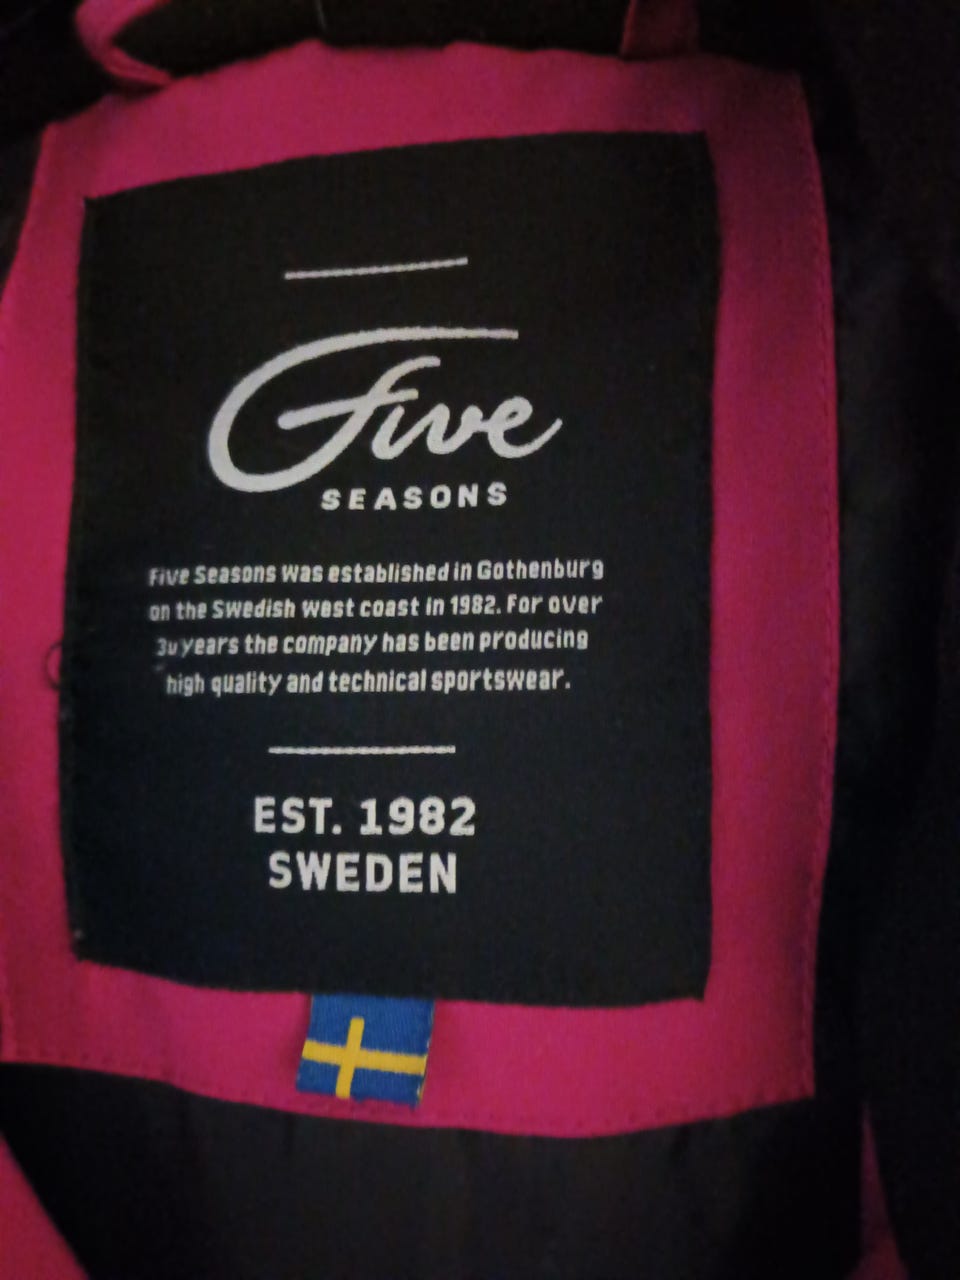 Five
SEASONS
Five Seasons was established in Gothenburg
on the Swedish west coast in 1982. For over
30 years the company has been producing
high quality and technical sportswear.
EST. 1982
SWEDEN